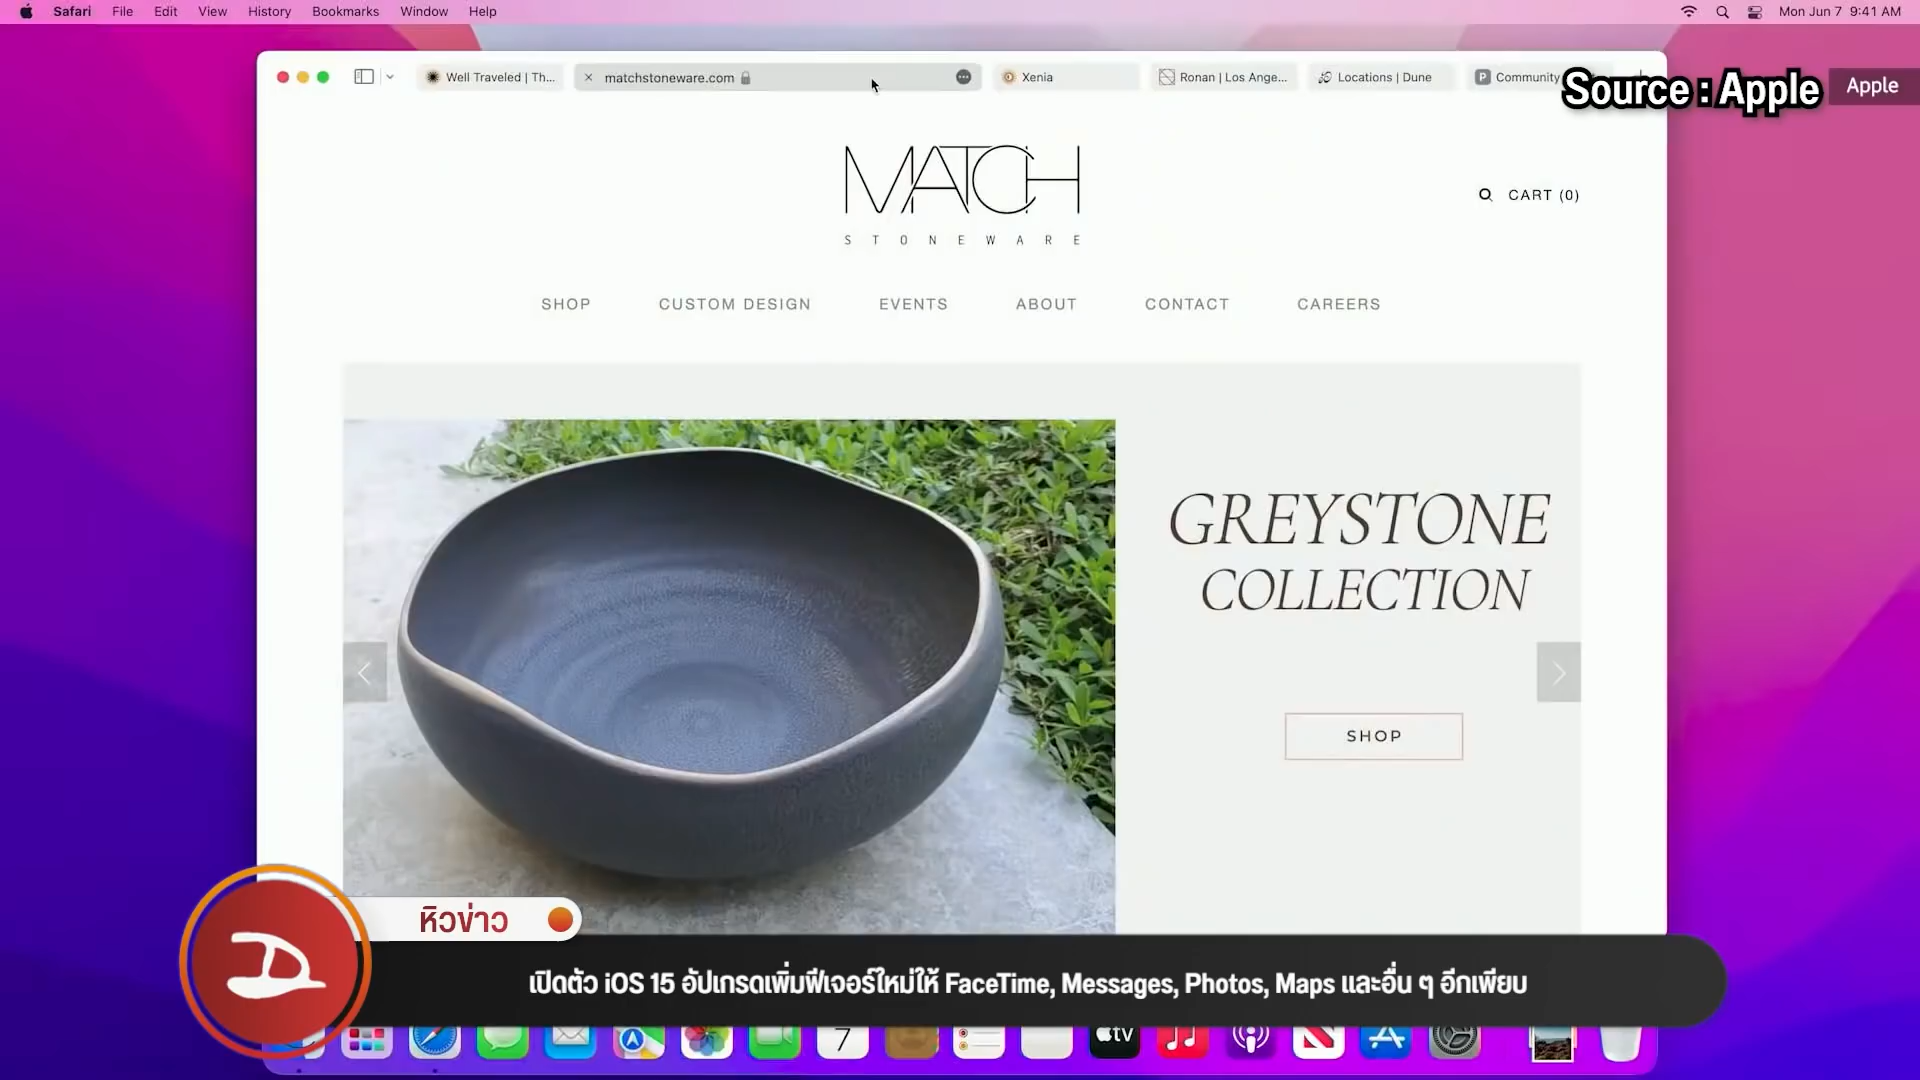 Safari File Edit View History Bookmarks Window Help Mon Jun 7 9:41 AM
Well Traveled | Th... matchstoneware.com Xenia Ronan | Los Ange... Locations | Dune Community
Source : Apple
Apple
MATCH
STONEWARE
CART (0)
SHOP CUSTOM DESIGN EVENTS ABOUT CONTACT CAREERS
GREYSTONE
COLLECTION
SHOP
หิวข่าว
เปิดตัว iOS 15 อัปเกรดเพิ่มฟีเจอร์ใหม่ให้ FaceTime, Messages, Photos, Maps และอื่น ๆ อีกเพียบ
7
tv